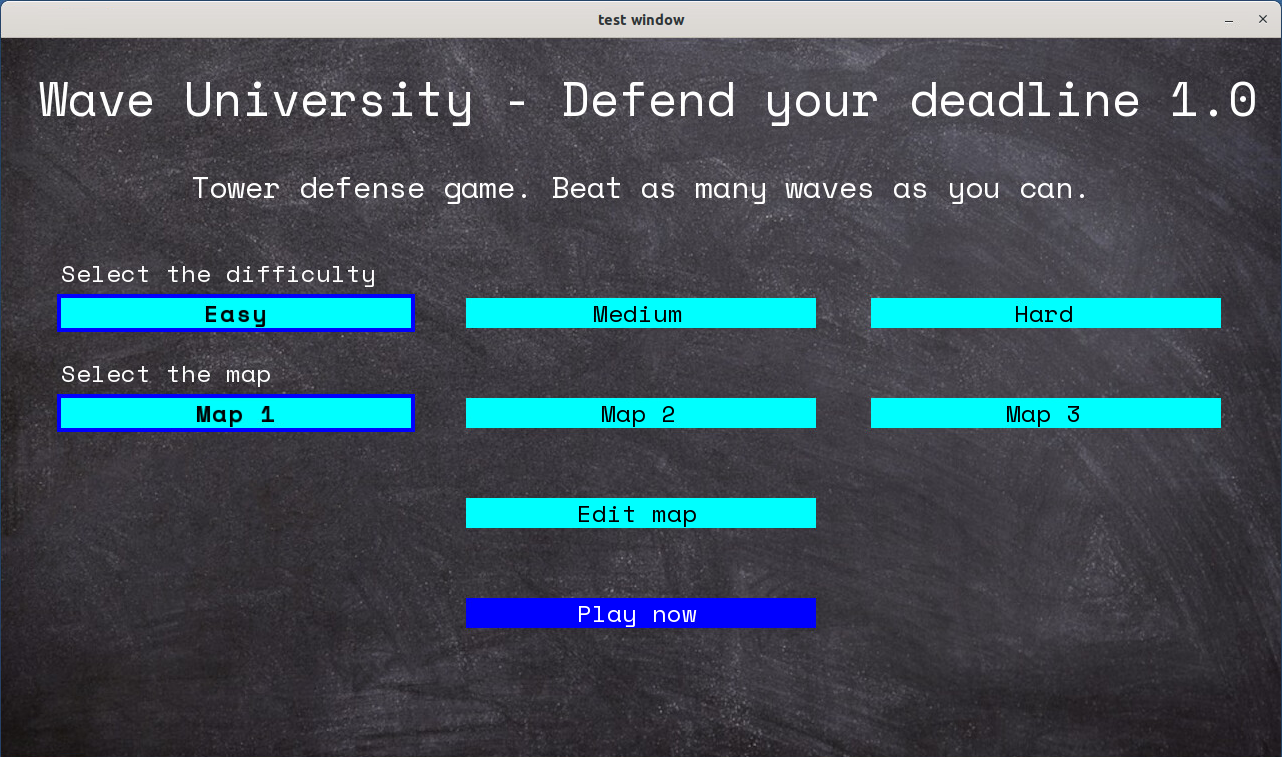 test window
Wave University - Defend your deadline 1.0
Tower defense game. Beat as many waves as you can.
Select the difficulty
Easy Medium Hard
Select the map
Map 1 Map 2 Map 3
Edit map
Play now